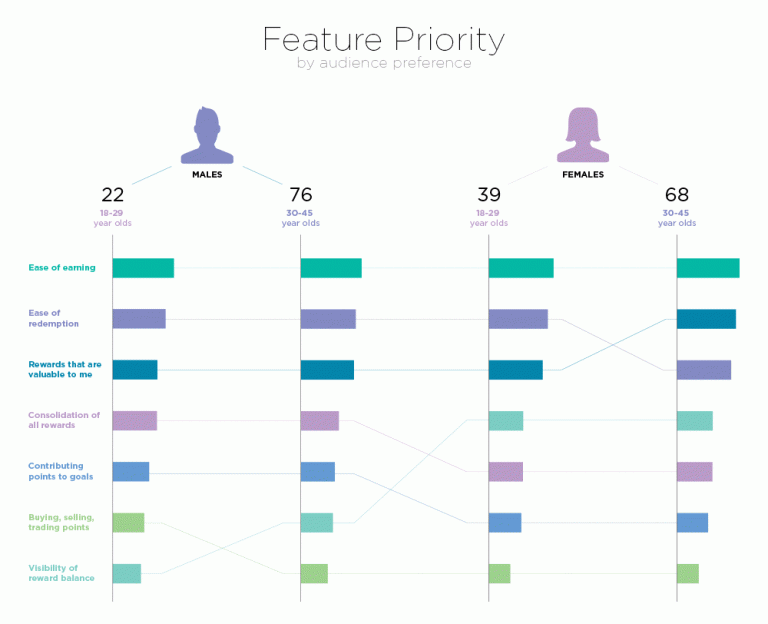 Feature Priority
by audience preference
MALES
FEMALES
22
76
39
68
18-29
year olds
30-45
year olds
18-29
year olds
30-45
year olds
Ease of earning
Ease of
redemption
Rewards that are
valuable to me
Consolidation of
all rewards
Contributing
points to goals
Buying, selling,
trading points
Visibility of
reward balance